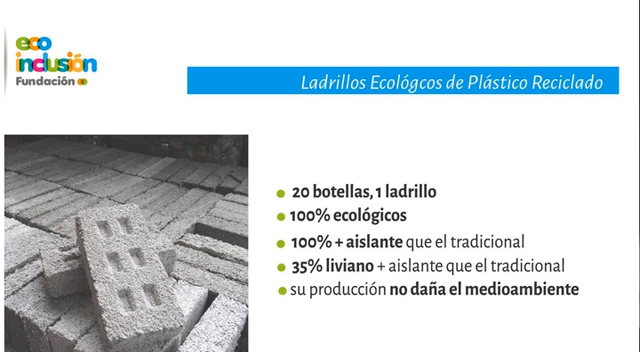 eco
inclusión
Fundación
Ladrillos Ecológcos de Plástico Reciclado
20 botellas, 1 ladrillo
100% ecológicos
100% + aislante que el tradicional
35% liviano + aislante que el tradicional
su producción no daña el medioambiente